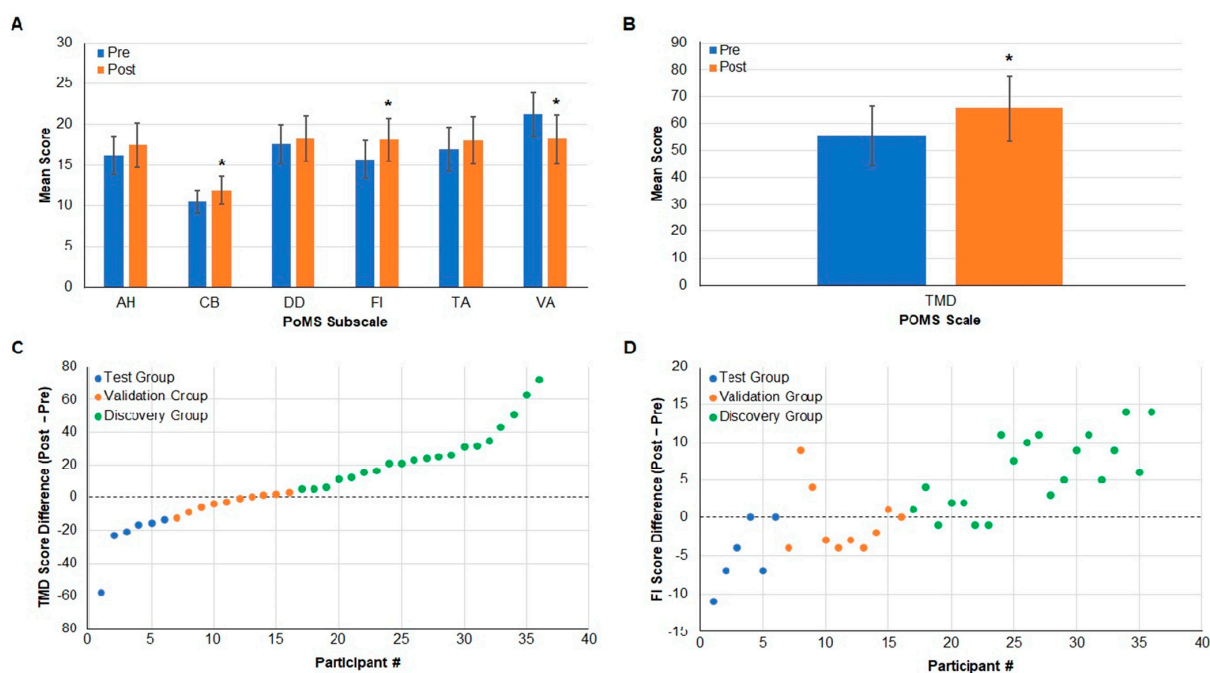 A
30
25
20
15
10
5
0
Mean Score
Pre
Post
*
*
*
AH CB DD FI TA VA
PoMS Subscale
B
90
80
70
60
50
40
30
20
10
0
Mean Score
Pre
Post
*
TMD
POMS Scale
C
80
60
40
20
0
-20
-40
-60
80
TMD Score Difference (Post – Pre)
Test Group
Validation Group
Discovery Group
0 5 10 15 20 25 30 35 40
Participant #
D
20
15
10
5
0
-5
-10
-15
FI Score Difference (Post – Pre)
Test Group
Validation Group
Discovery Group
0 5 10 15 20 25 30 35 40
Participant #